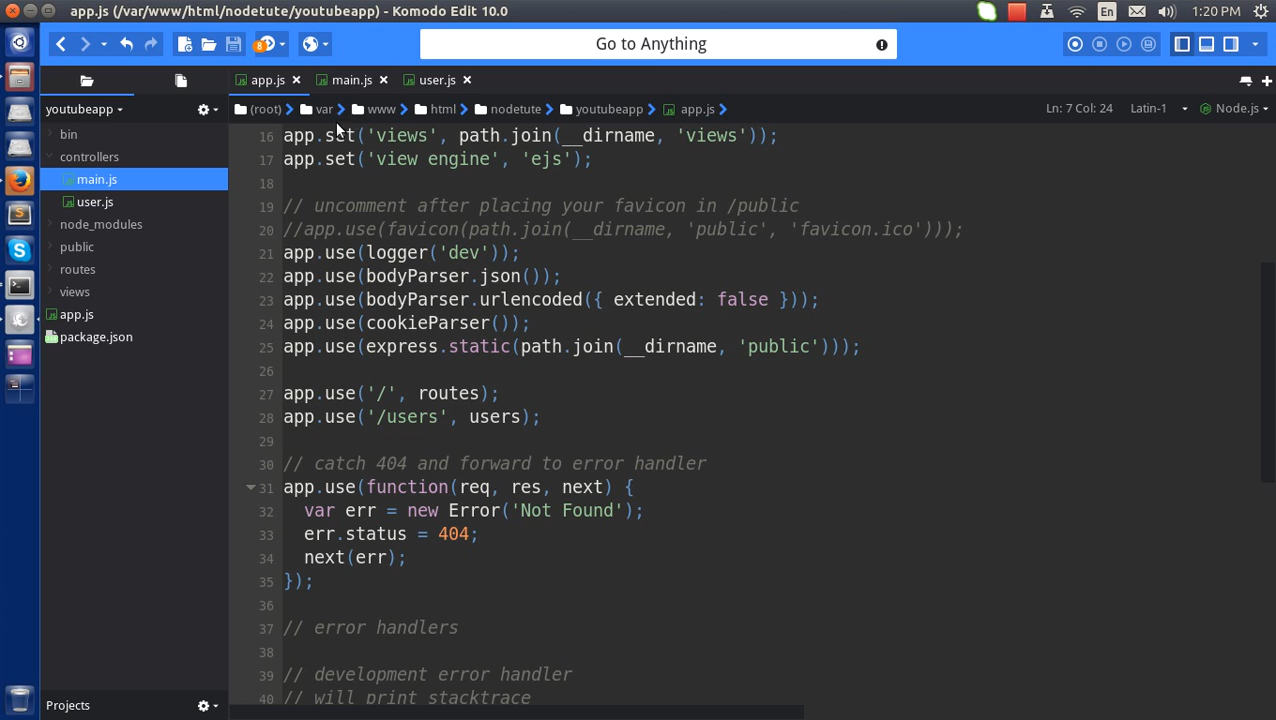 app.js (/var/www/html/nodetute/youtubeapp) - Komodo Edit 10.0
En
1:20 PM
8
Go to Anything
app.js
main.js
user.js
youtubeapp
(root)
var
www
html
nodetute
youtubeapp
app.js
Ln: 7 Col: 24
Latin-1
Node.js
bin
controllers
main.js
user.js
node_modules
public
routes
views
app.js
package.json
Projects
16 app.set('views', path.join(__dirname, 'views'));
17 app.set('view engine', 'ejs');
18
19 // uncomment after placing your favicon in /public
20 //app.use(favicon(path.join(__dirname, 'public', 'favicon.ico')));
21 app.use(logger('dev'));
22 app.use(bodyParser.json());
23 app.use(bodyParser.urlencoded({ extended: false }));
24 app.use(cookieParser());
25 app.use(express.static(path.join(__dirname, 'public')));
26
27 app.use('/', routes);
28 app.use('/users', users);
29
30 // catch 404 and forward to error handler
31 app.use(function(req, res, next) {
32 var err = new Error('Not Found');
33 err.status = 404;
34 next(err);
35 });
36
37 // error handlers
38
39 // development error handler
40 // will print stacktrace